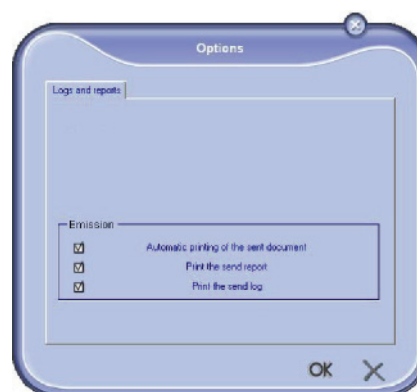 Options
Logs and reports
Emission
Automatic printing of the sent document
Print the send report
Print the send log
OK